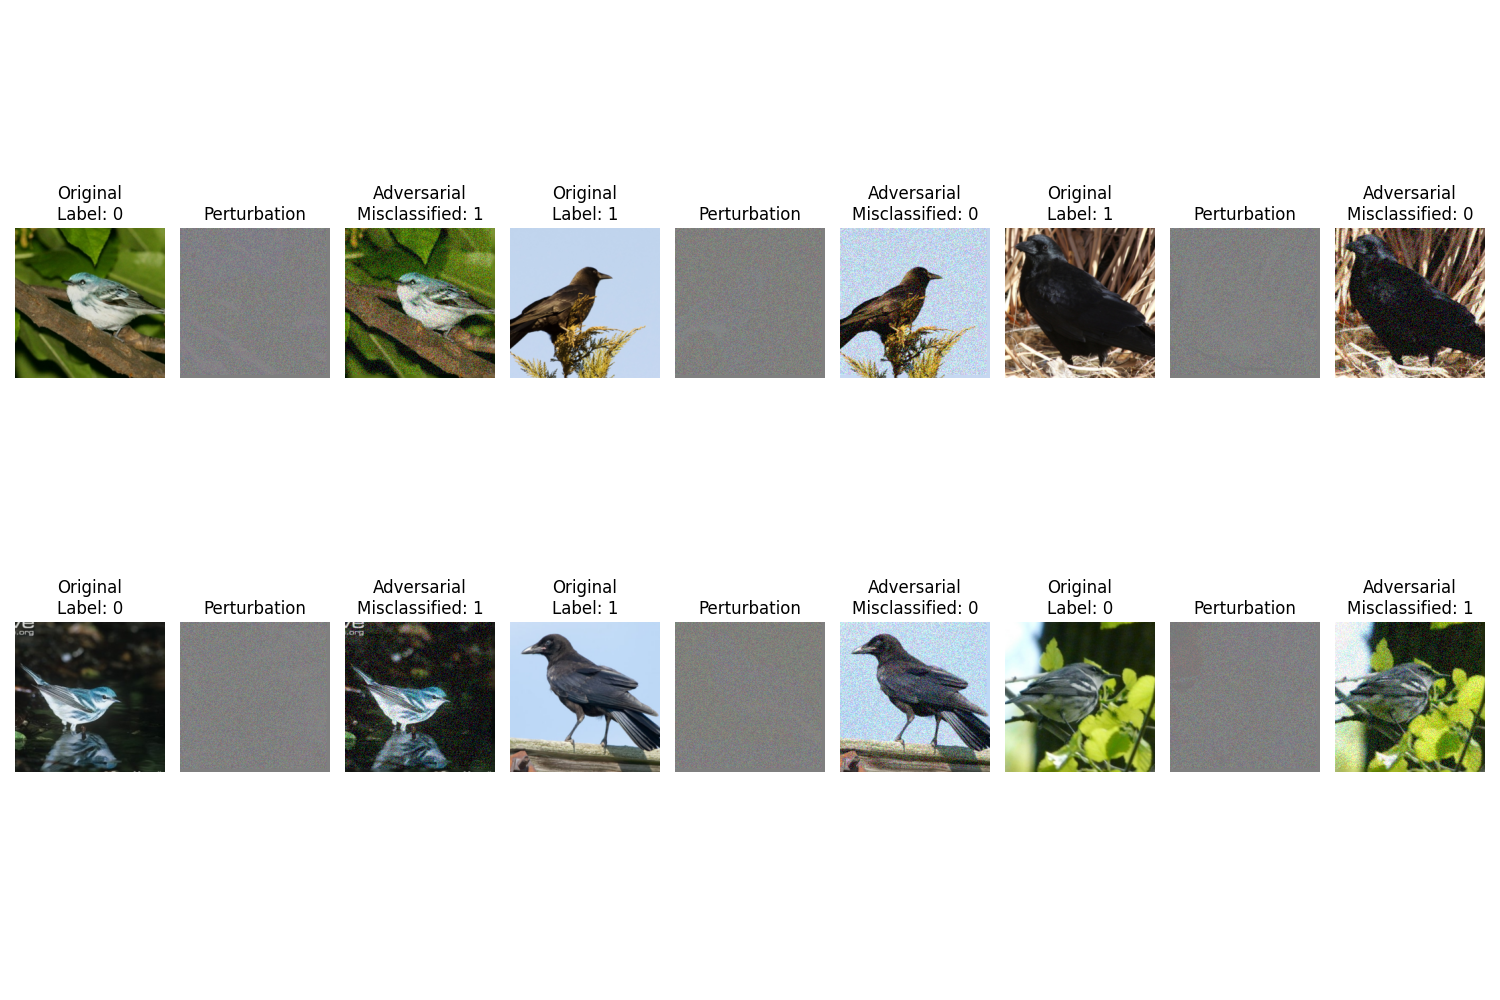 Original
Label: 0
Perturbation
Adversarial
Misclassified: 1
Original
Label: 1
Perturbation
Adversarial
Misclassified: 0
Original
Label: 1
Perturbation
Adversarial
Misclassified: 0
Original
Label: 0
Perturbation
Adversarial
Misclassified: 1
Original
Label: 1
Perturbation
Adversarial
Misclassified: 0
Original
Label: 0
Perturbation
Adversarial
Misclassified: 1